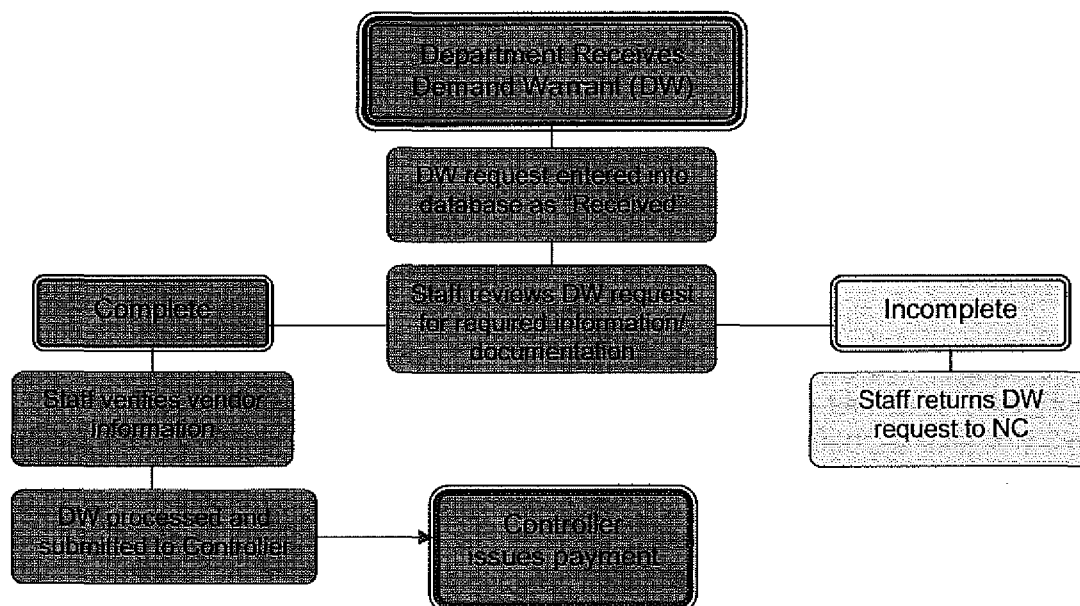 Department Receives
Demand Warrant (DW)
DW request entered into
database as "Received"
Staff reviews DW request
for required information/
documentation
Complete
Incomplete
Staff verifies vendor
information
Staff returns DW
request to NC
DW processed and
submitted to Controller
Controller
issues payment